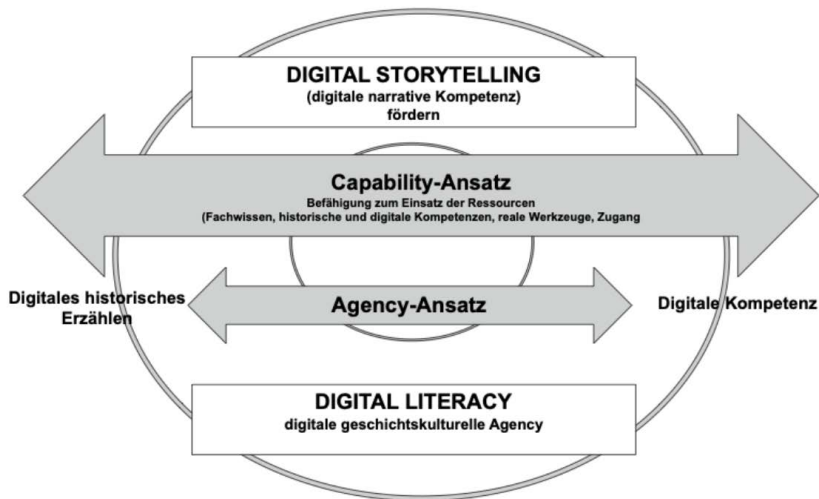 DIGITAL STORYTELLING
(digitale narrative Kompetenz)
fördern
Capability-Ansatz
Befähigung zum Einsatz der Ressourcen
(Fachwissen, historische und digitale Kompetenzen, reale Werkzeuge, Zugang
Digitales historisches
Erzählen
Agency-Ansatz
Digitale Kompetenz
DIGITAL LITERACY
digitale geschichtskulturelle Agency